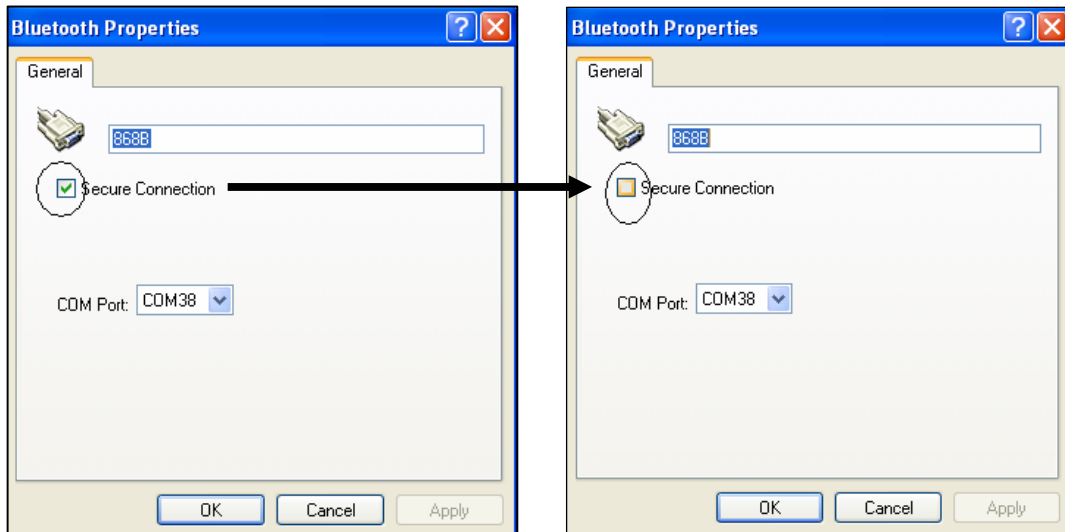 Bluetooth Properties
General
868B
Secure Connection
COM Port: COM38
OK Cancel Apply
Bluetooth Properties
General
868B
Secure Connection
COM Port: COM38
OK Cancel Apply